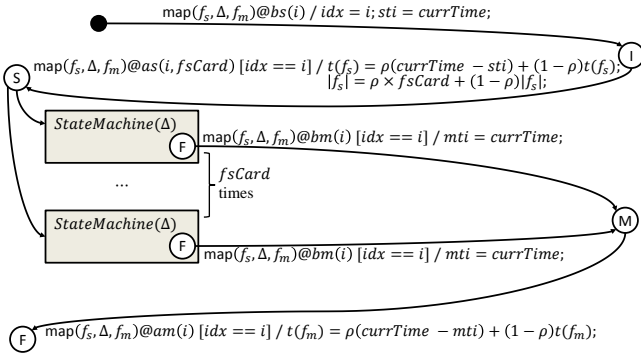 map(f_s, Δ, f_m)@bs(i) / idx = i; sti = currTime;
I
S
map(f_s, Δ, f_m)@as(i, fsCard) [idx == i] / t(f_s) = ρ(currTime − sti) + (1 − ρ)t(f_s);
|f_s| = ρ × fsCard + (1 − ρ)|f_s|;
StateMachine(Δ)
F
map(f_s, Δ, f_m)@bm(i) [idx == i] / mti = currTime;
...
fsCard
times
M
StateMachine(Δ)
F
map(f_s, Δ, f_m)@bm(i) [idx == i] / mti = currTime;
F
map(f_s, Δ, f_m)@am(i) [idx == i] / t(f_m) = ρ(currTime − mti) + (1 − ρ)t(f_m);